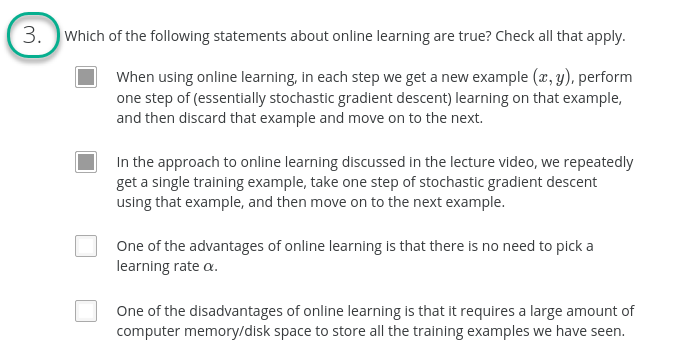 3. Which of the following statements about online learning are true? Check all that apply.
When using online learning, in each step we get a new example (x, y), perform
one step of (essentially stochastic gradient descent) learning on that example,
and then discard that example and move on to the next.
In the approach to online learning discussed in the lecture video, we repeatedly
get a single training example, take one step of stochastic gradient descent
using that example, and then move on to the next example.
One of the advantages of online learning is that there is no need to pick a
learning rate α.
One of the disadvantages of online learning is that it requires a large amount of
computer memory/disk space to store all the training examples we have seen.